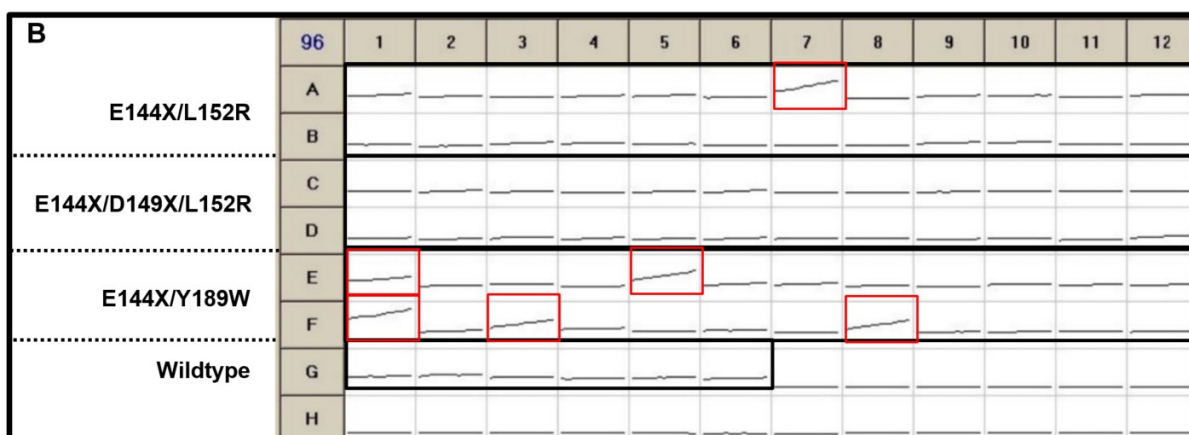 B
96 1 2 3 4 5 6 7 8 9 10 11 12
E144X/L152R
A
B
E144X/D149X/L152R
C
D
E144X/Y189W
E
F
Wildtype
G
H